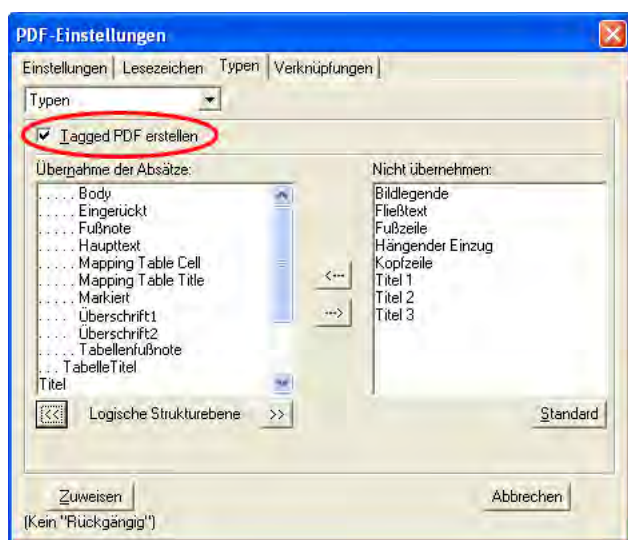 PDF-Einstellungen
Einstellungen Lesezeichen Typen Verknüpfungen
Typen
Tagged PDF erstellen
Übernahme der Absätze:
. . . . . Body
. . . . . Eingerückt
. . . . . Fußnote
. . . . . Haupttext
. . . . . Mapping Table Cell
. . . . . Mapping Table Title
. . . . . Markiert
. . . . Überschrift1
. . . . Überschrift2
. . . . . Tabellenfußnote
. . . TabelleTitel
Titel
<---
--->
Nicht übernehmen:
Bildlegende
Fließtext
Fußzeile
Hängender Einzug
Kopfzeile
Titel 1
Titel 2
Titel 3
<< Logische Strukturebene >>
Standard
Zuweisen
Abbrechen
(Kein "Rückgängig")